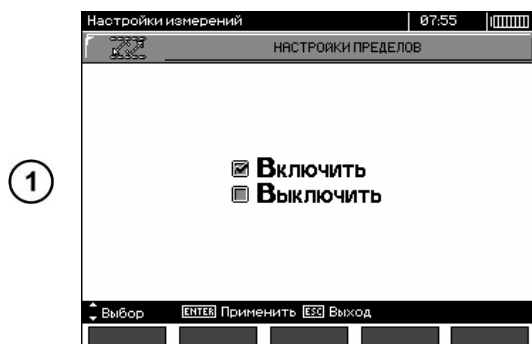 Настройки измерений 07:55
НАСТРОЙКИ ПРЕДЕЛОВ
1
Включить
Выключить
Выбор ENTER Применить ESC Выход